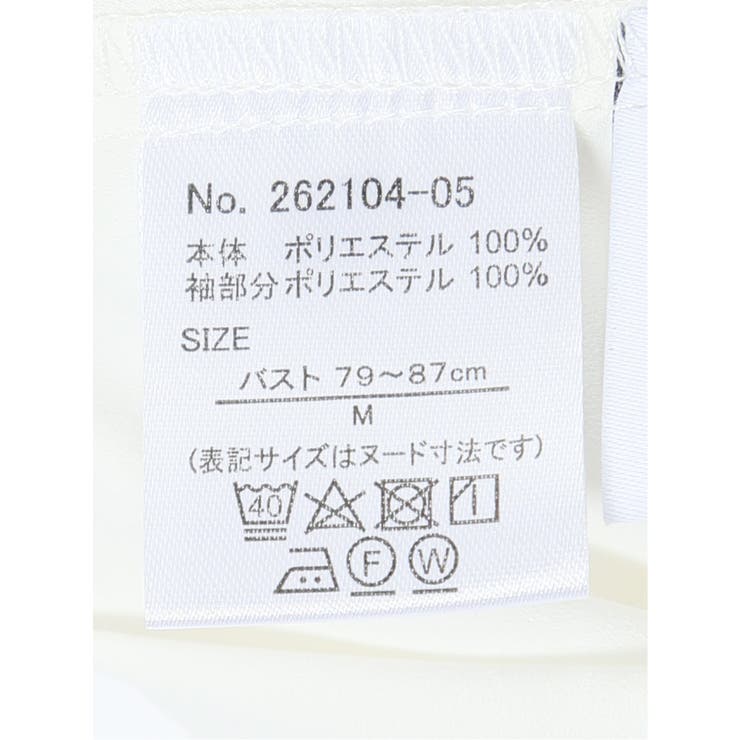 No. 262104-05
本体 ポリエステル 100%
袖部分 ポリエステル 100%
SIZE
バスト 79～87cm
M
(表記サイズはヌード寸法です)
40
F W